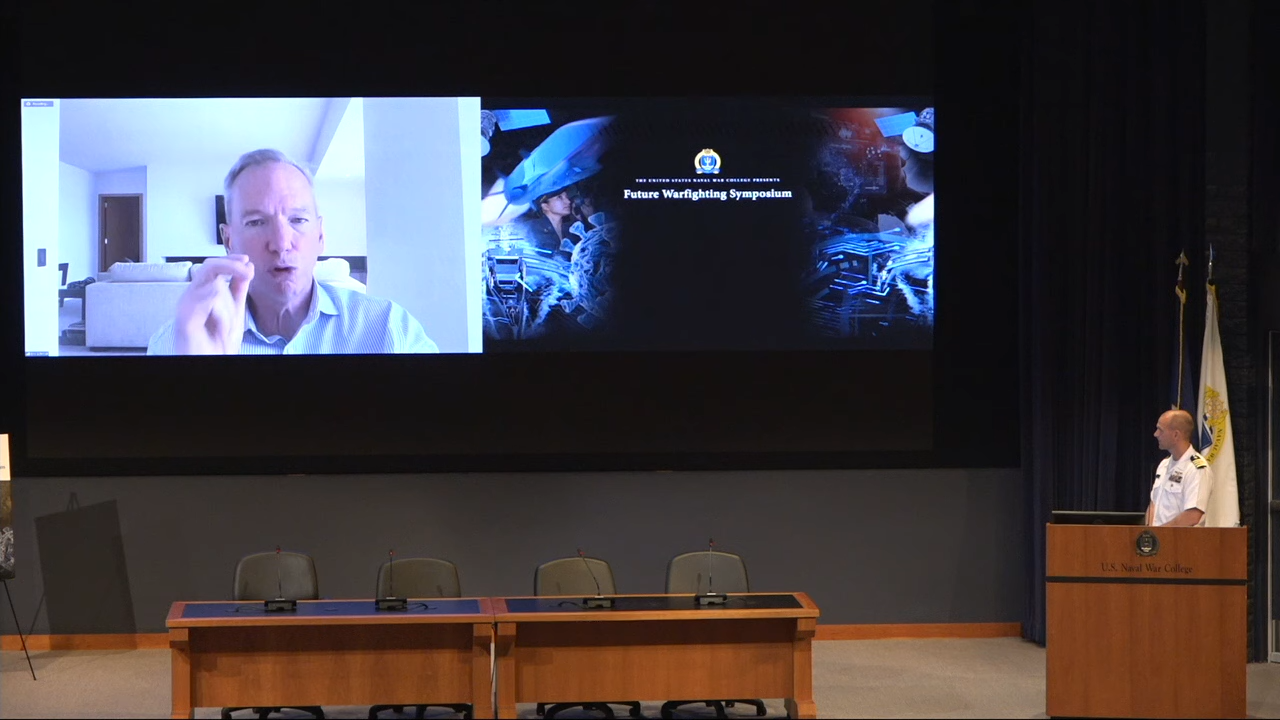 THE UNITED STATES NAVAL WAR COLLEGE PRESENTS
Future Warfighting Symposium
U.S. Naval War College